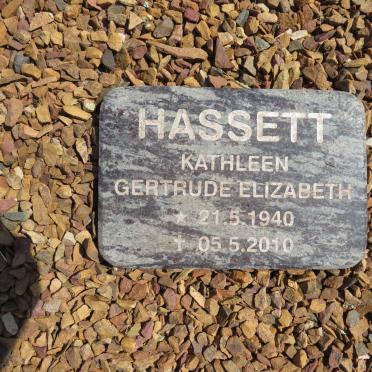 HASSETT
KATHLEEN
GERTRUDE ELIZABETH
* 21.5.1940
✝ 05.5.2010